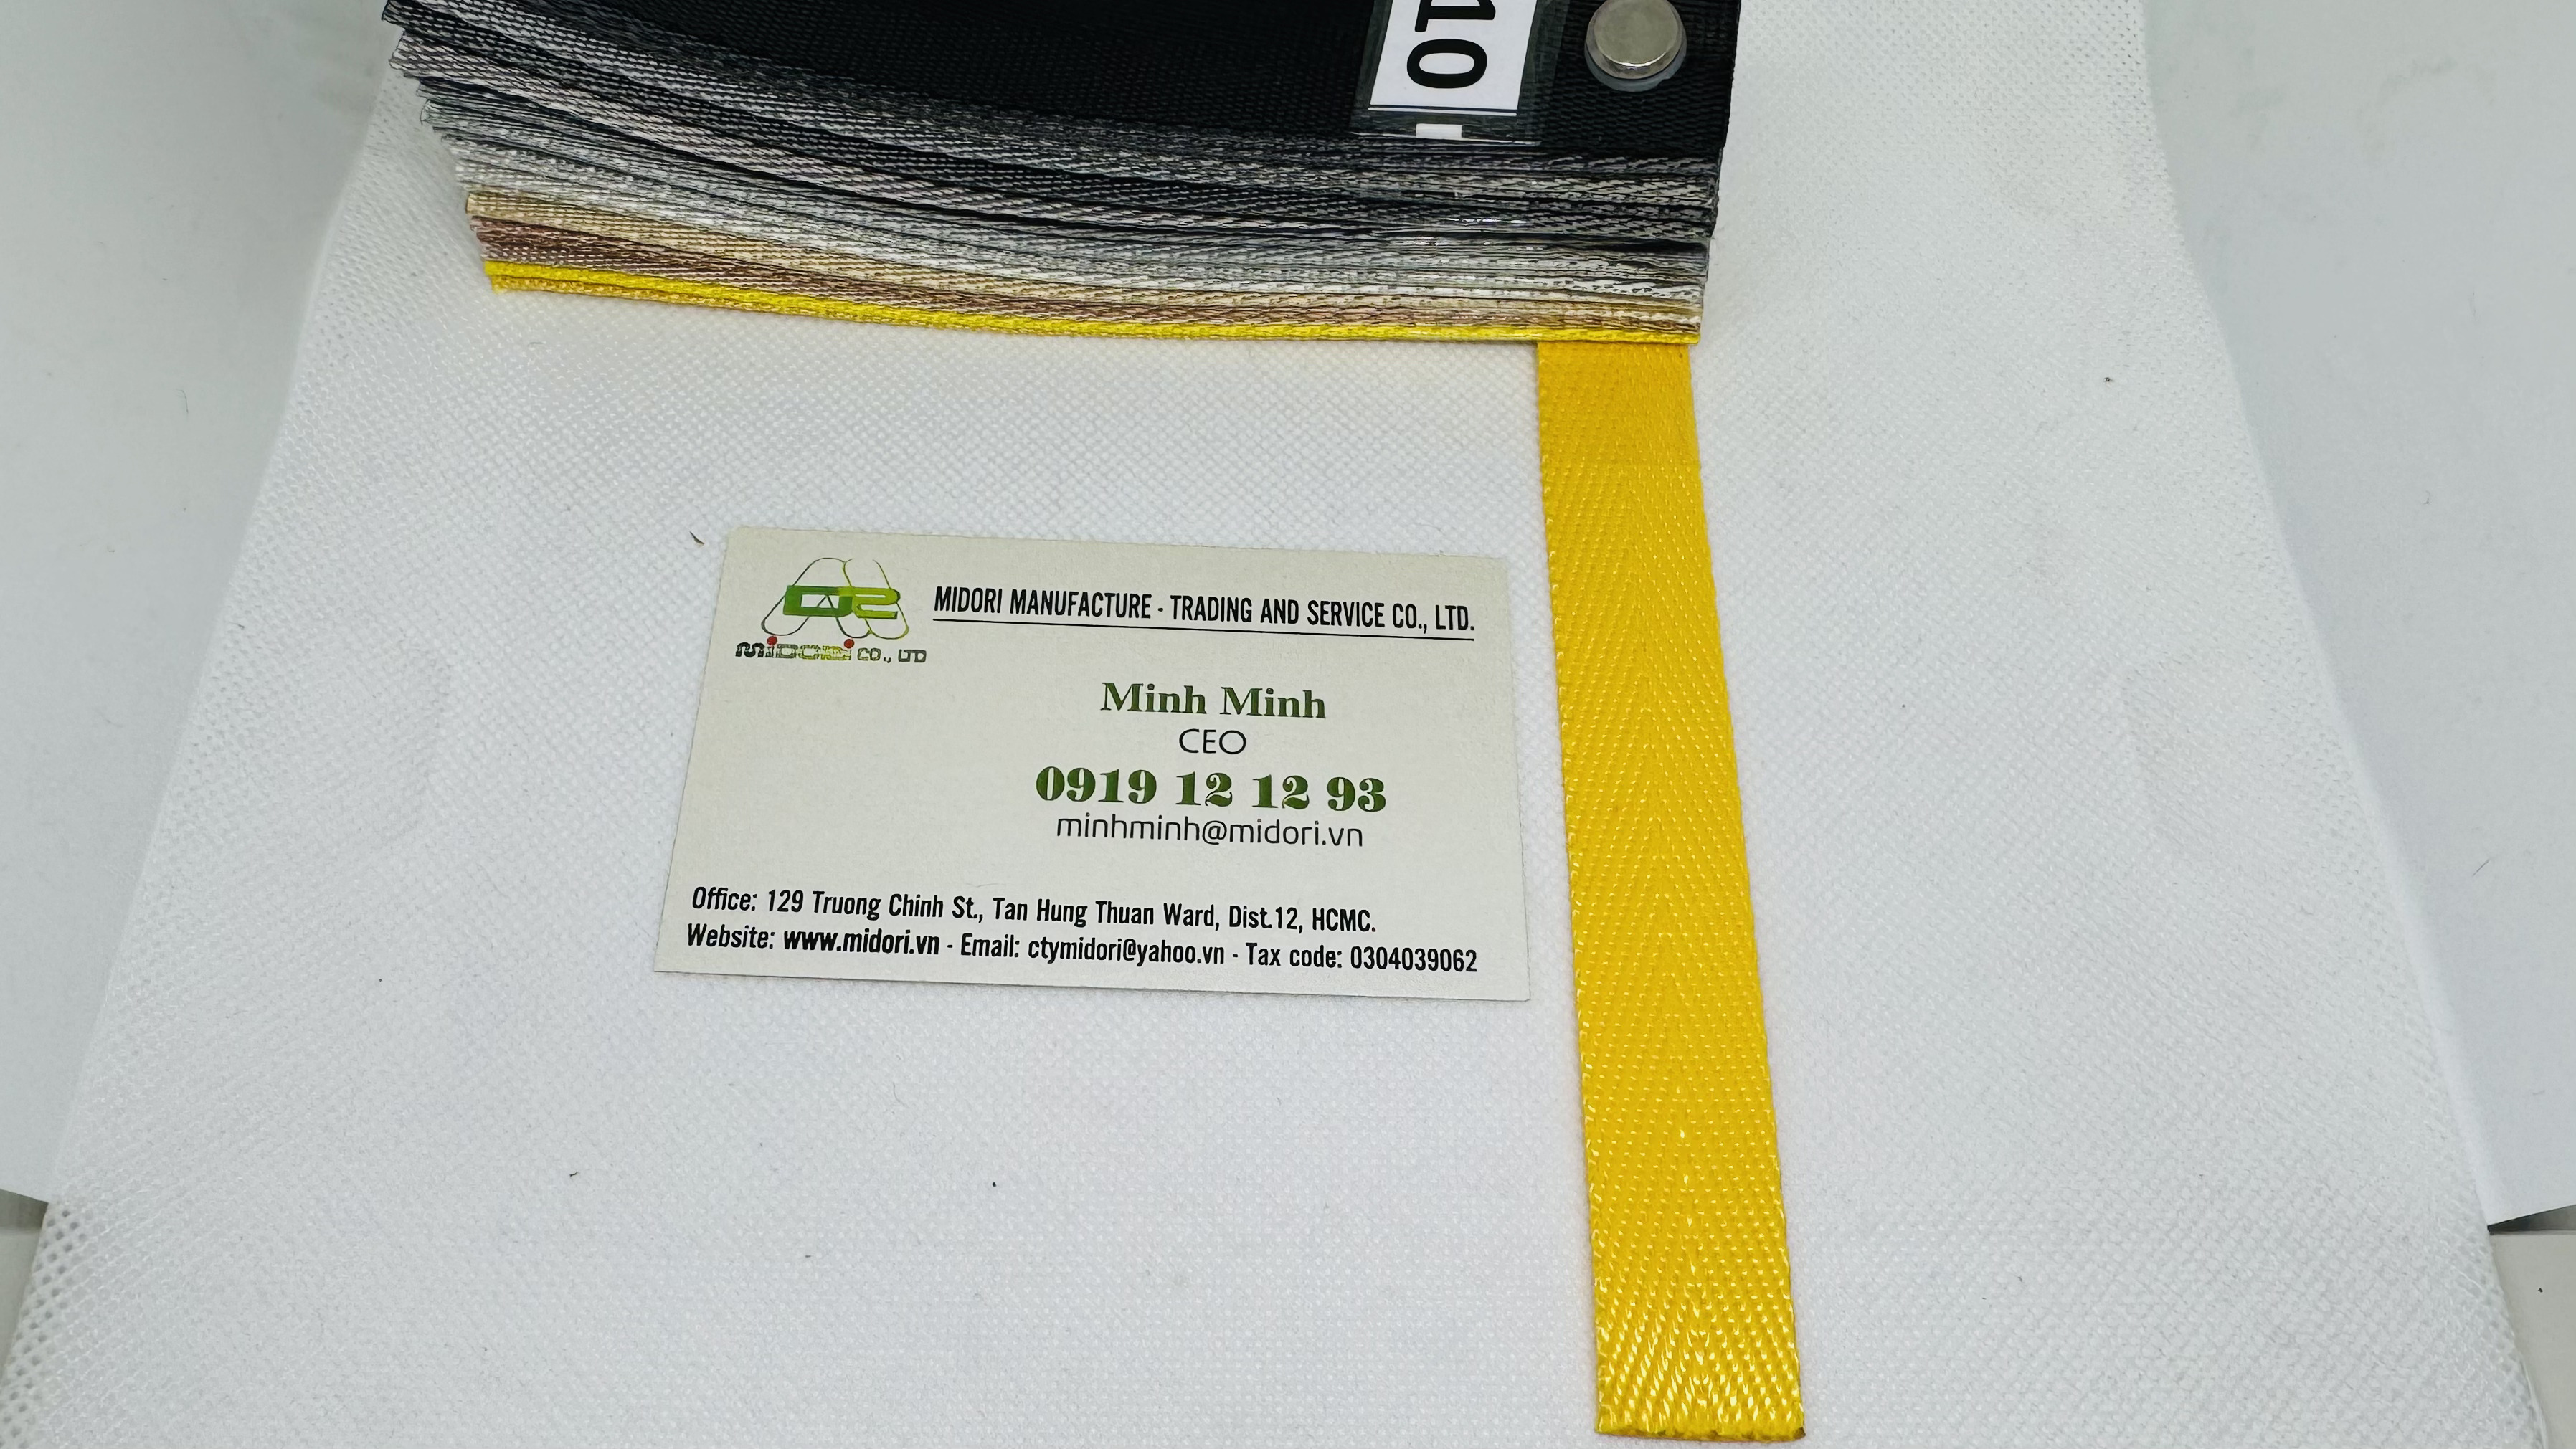 10
MIDORI CO., LTD
MIDORI MANUFACTURE - TRADING AND SERVICE CO., LTD.
Minh Minh
CEO
0919 12 12 93
minhminh@midori.vn
Office: 129 Truong Chinh St., Tan Hung Thuan Ward, Dist.12, HCMC.
Website: www.midori.vn - Email: ctymidori@yahoo.vn - Tax code: 0304039062